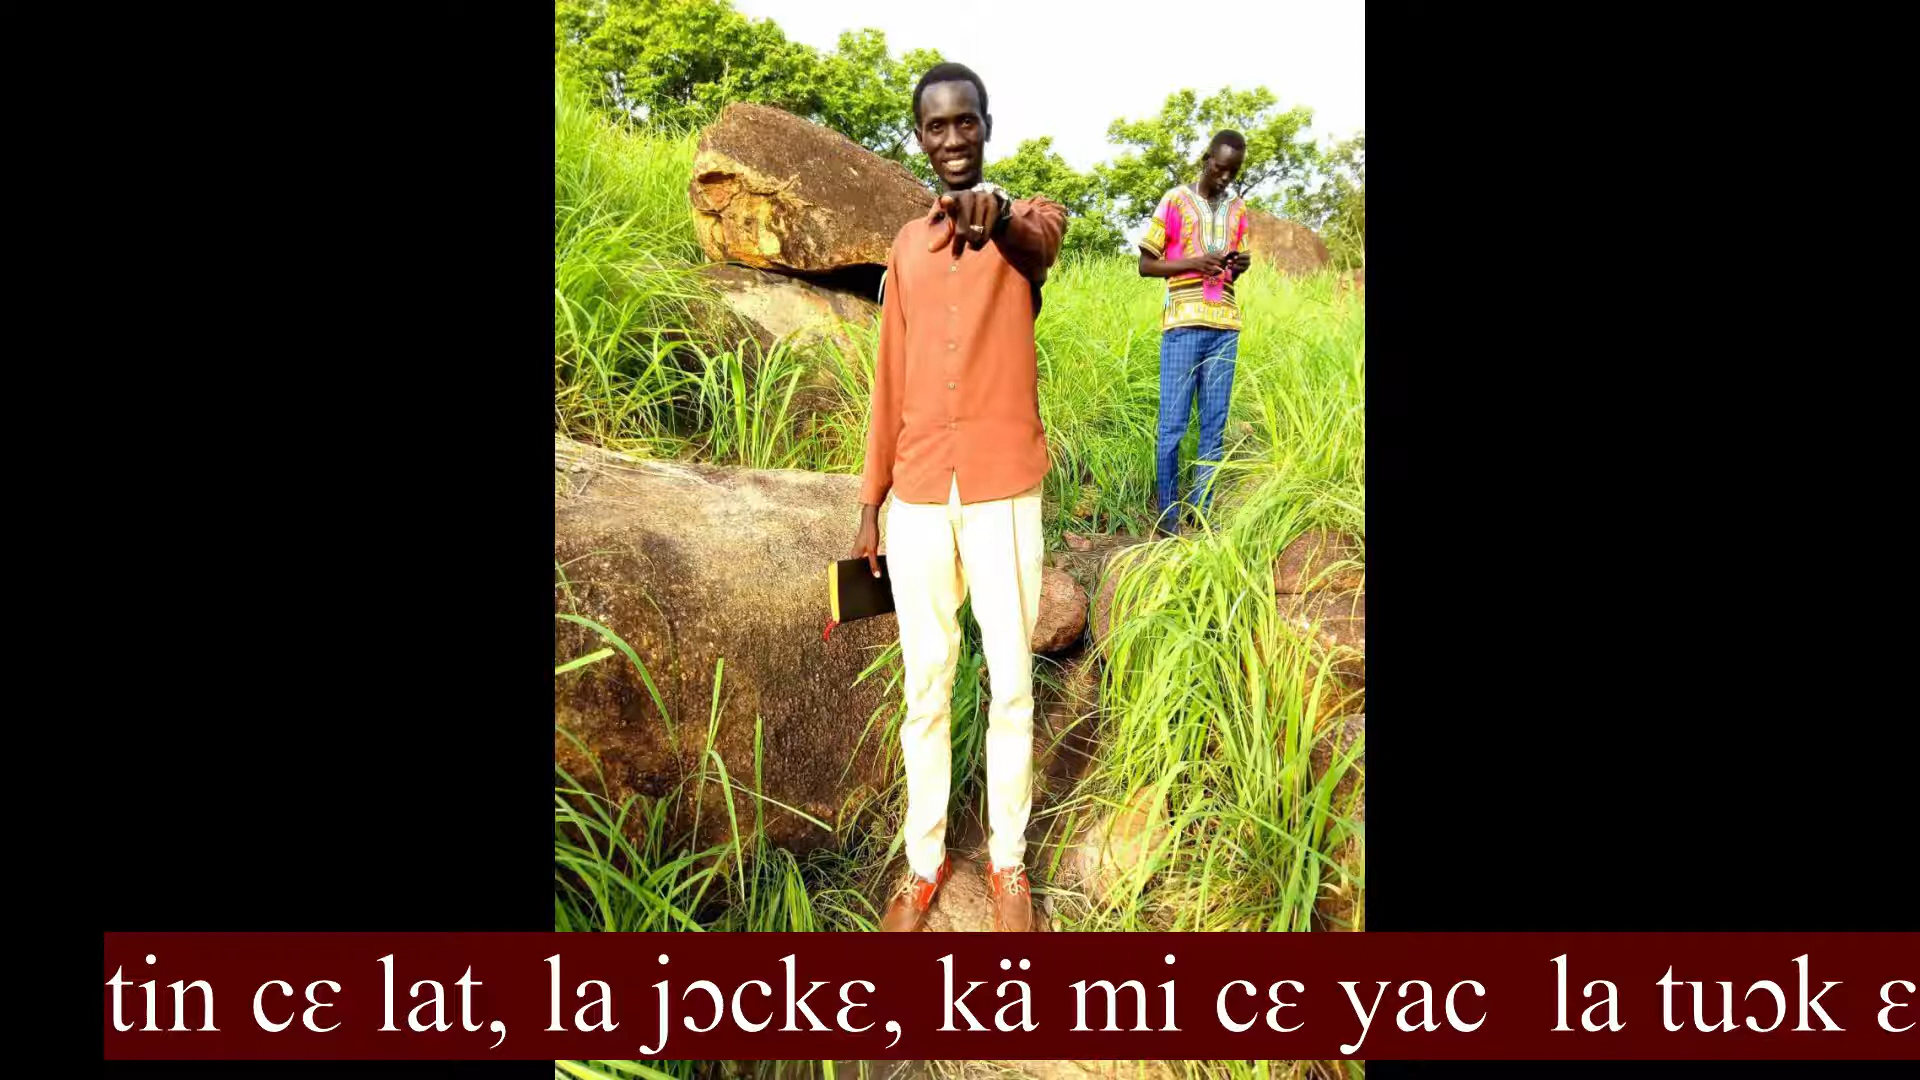 tin cɛ lat, la jɔckɛ, kä mi cɛ yac la tuɔk ɛ